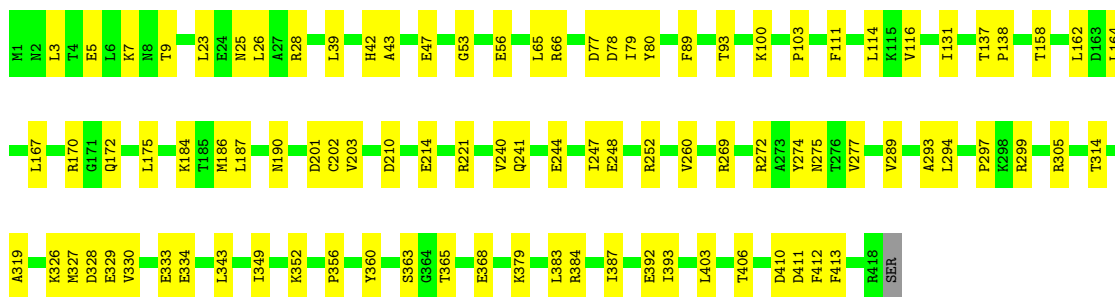 M1 N2 L3 T4 E5 L6 K7 N8 T9 L23 E24 N25 L26 A27 R28 L39 H42 A43 E47 G53 E56 L65 R66 D77 D78 I79 Y80 F89 T93 K100 P103 F111 L114 K115 V116 I131 T137 P138 T158 L162 D163 L164
L167 R170 G171 Q172 L175 K184 T185 M186 L187 N190 D201 C202 V203 D210 E214 R221 V240 Q241 E244 I247 E248 R252 V260 R269 R272 A273 Y274 N275 T276 V277 V289 A293 L294 P297 K298 R299 R305 T314
A319 K326 M327 D328 E329 V330 E333 E334 L343 I349 K352 P356 Y360 S363 G364 T365 E368 K379 L383 R384 I387 E392 I393 L403 T406 D410 D411 F412 F413 R418 SER